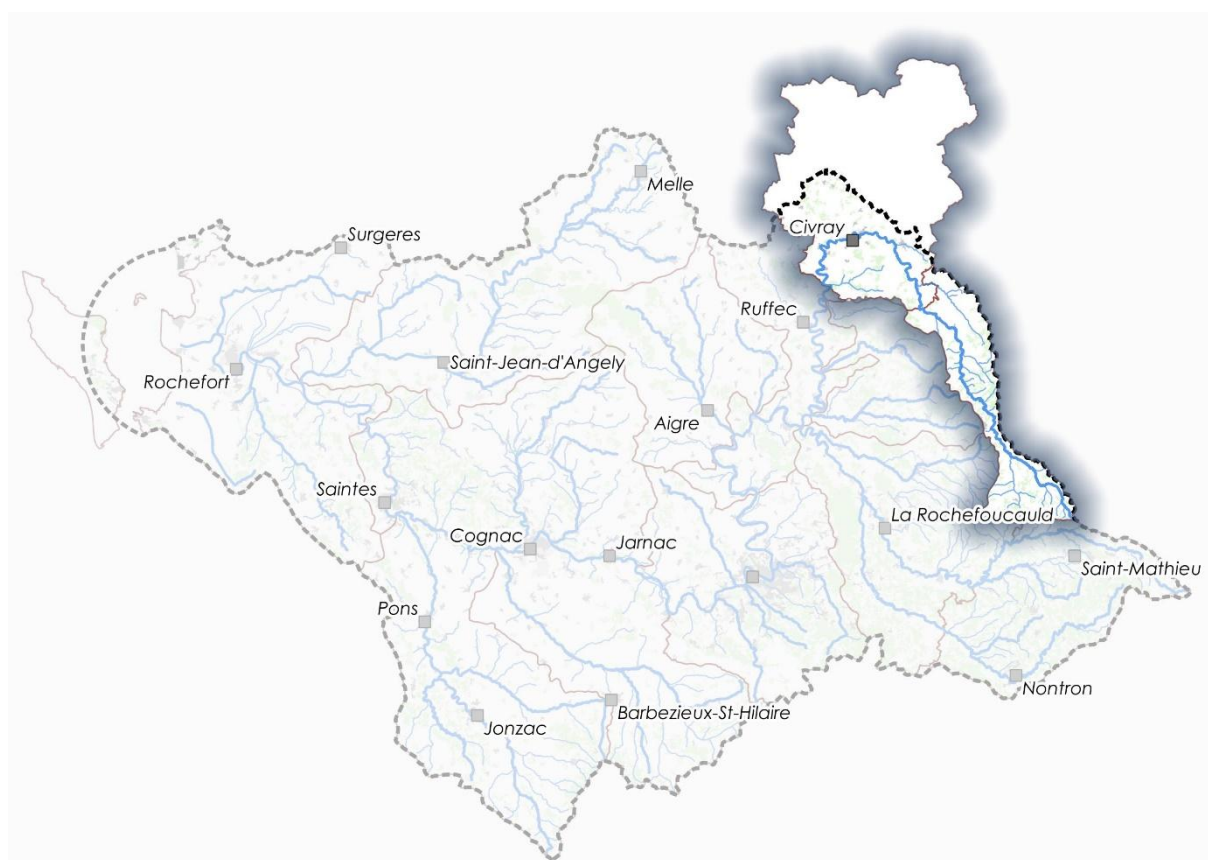 Melle
Civray
Surgeres
Ruffec
Saint-Jean-d'Angely
Rochefort
Aigre
Saintes
La Rochefoucauld
Cognac
Jarnac
Saint-Mathieu
Pons
Nontron
Barbezieux-St-Hilaire
Jonzac